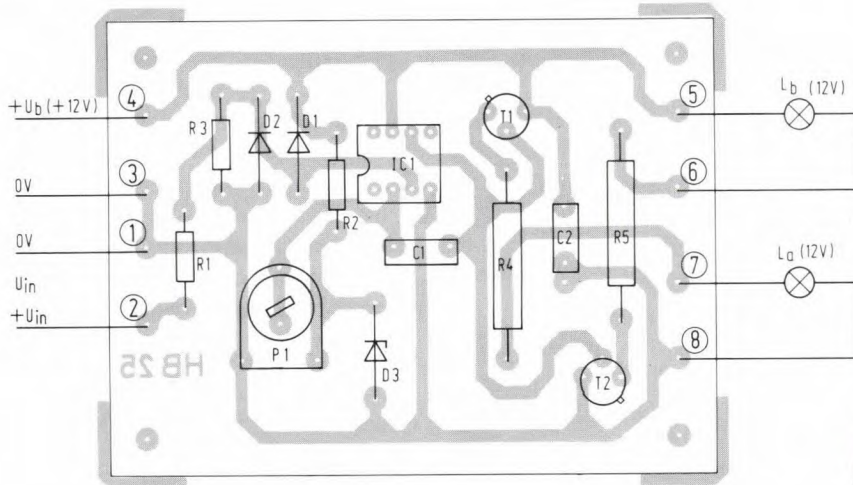 +Ub (+12V)
4
0V
3
0V
1
Uin
+Uin
2
R3
D2
D1
R1
R2
IC1
C1
P1
D3
HB 25
T1
R4
C2
R5
T2
5
Lb (12V)
6
7
La (12V)
8